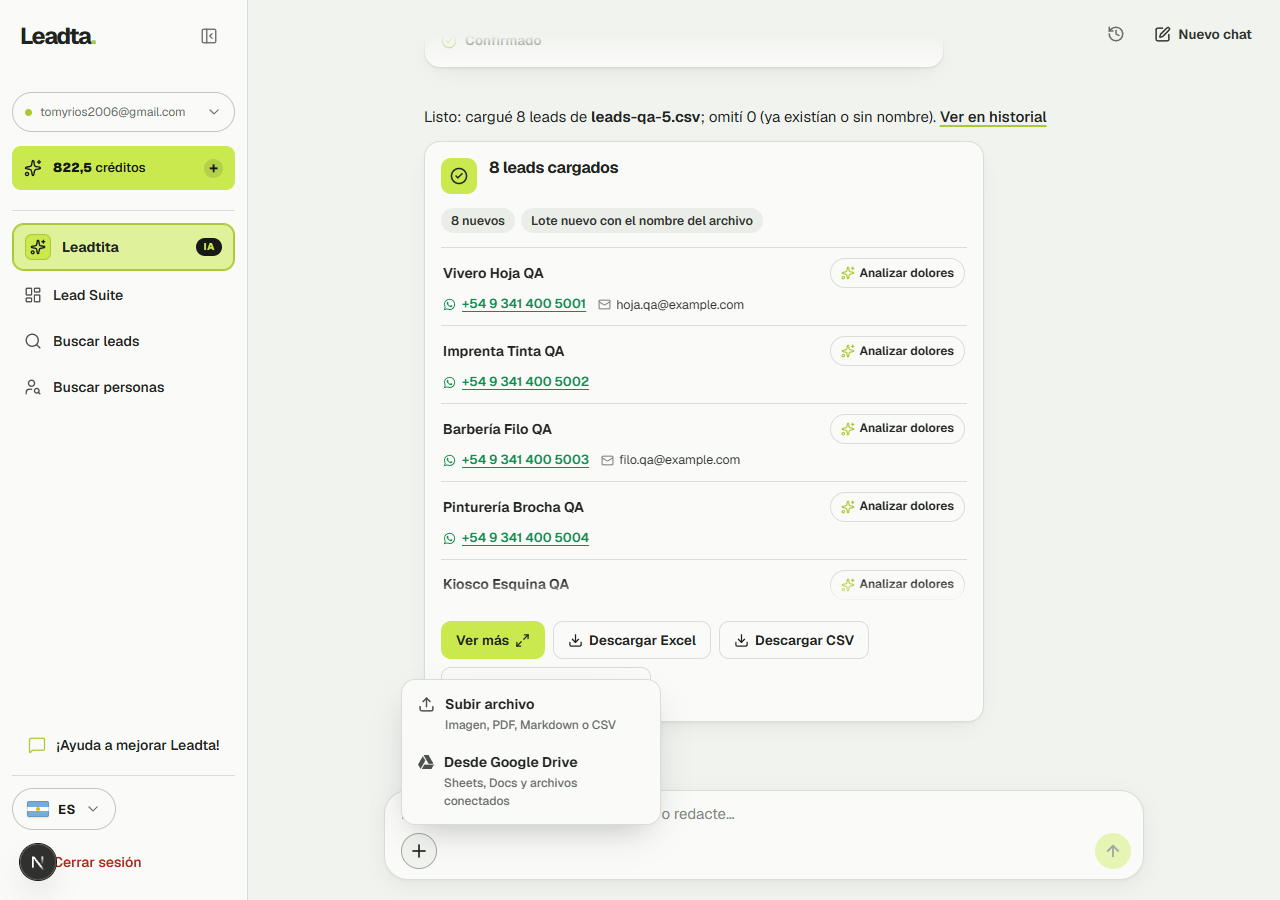 Leadta.
tomyrios2006@gmail.com
822,5 créditos
Leadtita
IA
Lead Suite
Buscar leads
Buscar personas
¡Ayuda a mejorar Leadta!
ES
N
Cerrar sesión
Nuevo chat
Confirmado
Listo: cargué 8 leads de leads-qa-5.csv; omití 0 (ya existían o sin nombre). Ver en historial
8 leads cargados
8 nuevos
Lote nuevo con el nombre del archivo
Vivero Hoja QA
Analizar dolores
+54 9 341 400 5001
hoja.qa@example.com
Imprenta Tinta QA
Analizar dolores
+54 9 341 400 5002
Barbería Filo QA
Analizar dolores
+54 9 341 400 5003
filo.qa@example.com
Pinturería Brocha QA
Analizar dolores
+54 9 341 400 5004
Kiosco Esquina QA
Analizar dolores
Ver más
Descargar Excel
Descargar CSV
Subir archivo
Imagen, PDF, Markdown o CSV
Desde Google Drive
Sheets, Docs y archivos
conectados
o redacte…